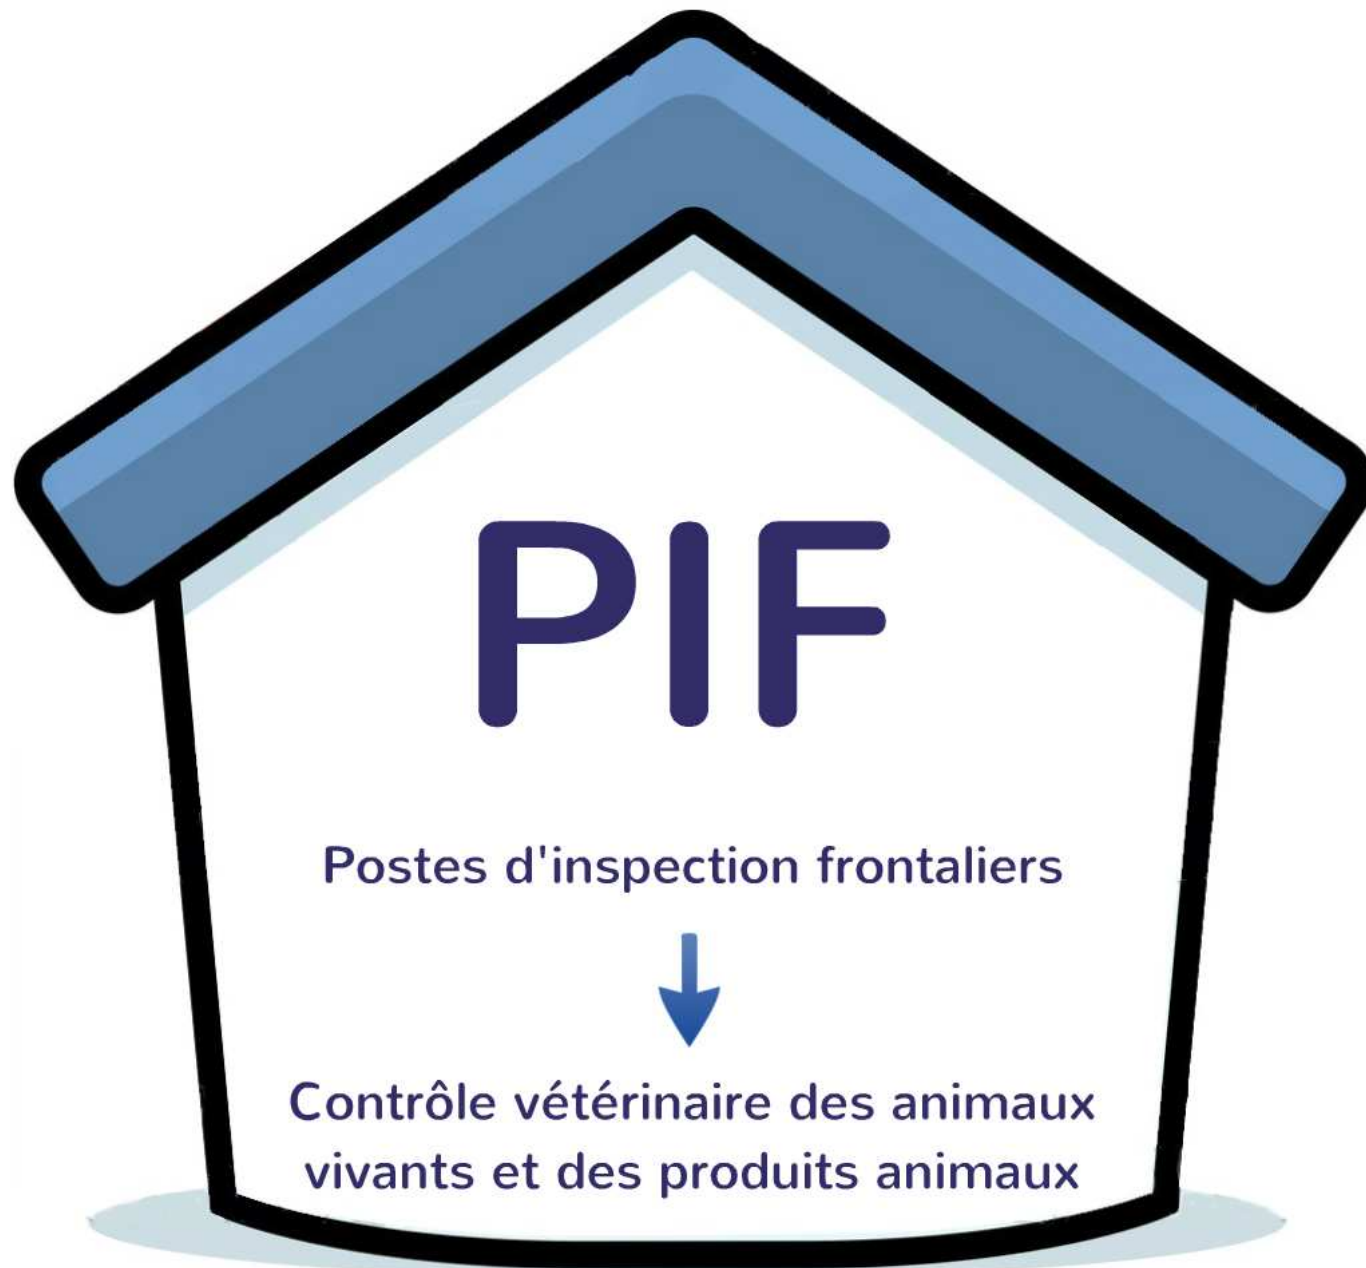 PIF
Postes d'inspection frontaliers
Contrôle vétérinaire des animaux
vivants et des produits animaux